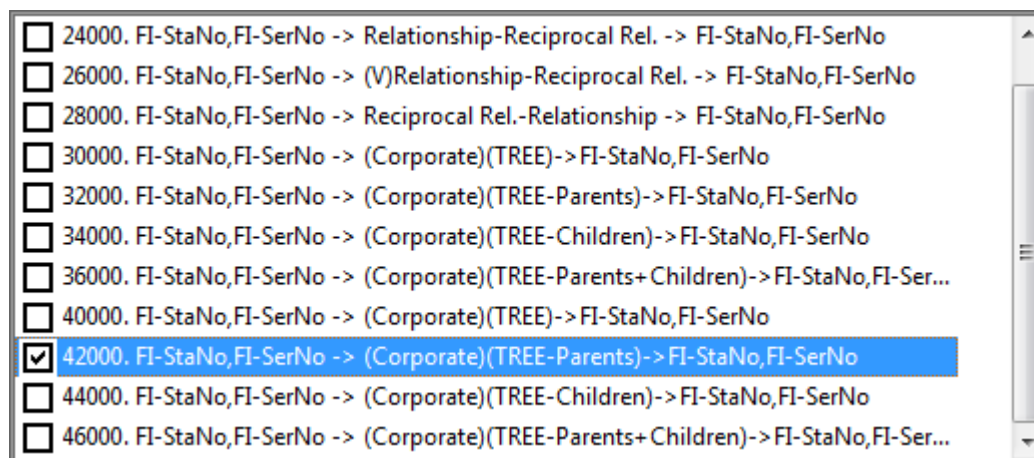 24000. FI-StaNo,FI-SerNo -> Relationship-Reciprocal Rel. -> FI-StaNo,FI-SerNo
26000. FI-StaNo,FI-SerNo -> (V)Relationship-Reciprocal Rel. -> FI-StaNo,FI-SerNo
28000. FI-StaNo,FI-SerNo -> Reciprocal Rel.-Relationship -> FI-StaNo,FI-SerNo
30000. FI-StaNo,FI-SerNo -> (Corporate)(TREE)->FI-StaNo,FI-SerNo
32000. FI-StaNo,FI-SerNo -> (Corporate)(TREE-Parents)->FI-StaNo,FI-SerNo
34000. FI-StaNo,FI-SerNo -> (Corporate)(TREE-Children)->FI-StaNo,FI-SerNo
36000. FI-StaNo,FI-SerNo -> (Corporate)(TREE-Parents+Children)->FI-StaNo,FI-Ser...
40000. FI-StaNo,FI-SerNo -> (Corporate)(TREE)->FI-StaNo,FI-SerNo
42000. FI-StaNo,FI-SerNo -> (Corporate)(TREE-Parents)->FI-StaNo,FI-SerNo
44000. FI-StaNo,FI-SerNo -> (Corporate)(TREE-Children)->FI-StaNo,FI-SerNo
46000. FI-StaNo,FI-SerNo -> (Corporate)(TREE-Parents+Children)->FI-StaNo,FI-Ser...